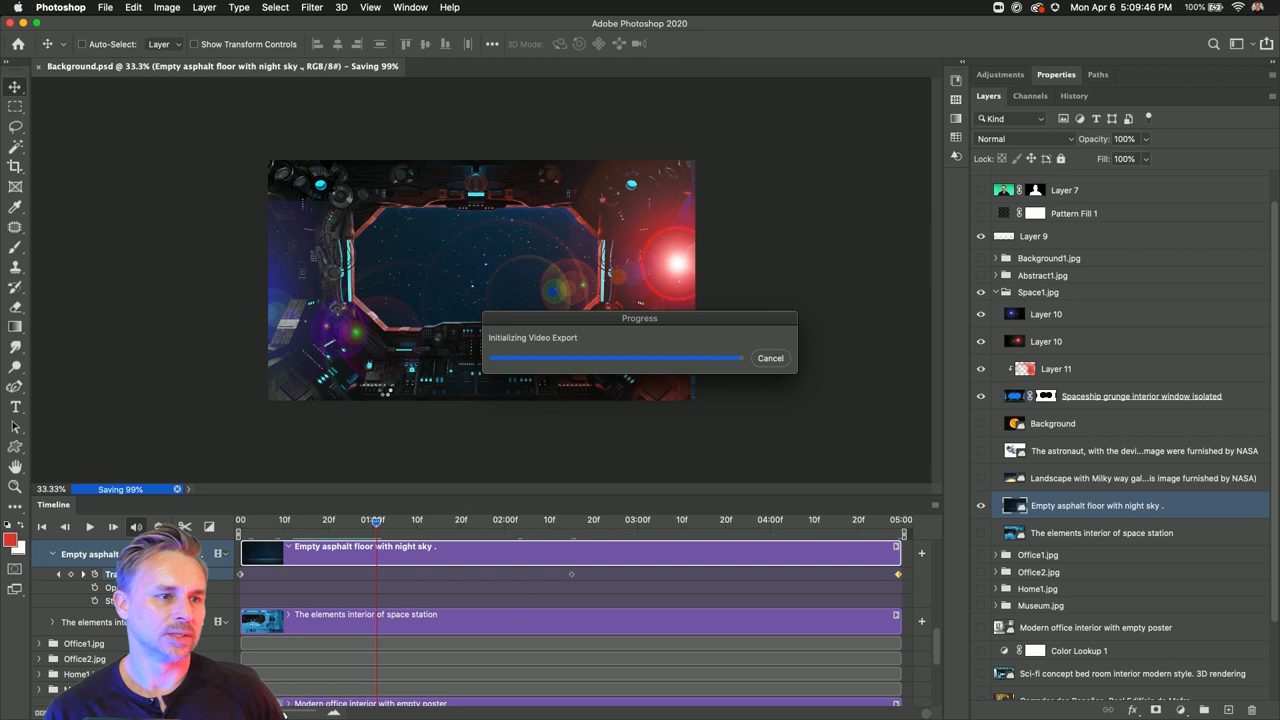 Photoshop File Edit Image Layer Type Select Filter 3D View Window Help 100% Mon Apr 6 5:09:46 PM
Adobe Photoshop 2020
Auto-Select: Layer Show Transform Controls 3D Mode:
Background.psd @ 33.3% (Empty asphalt floor with night sky ., RGB/8#) – Saving 99%
Adjustments Properties Paths
Layers Channels History
Kind
Normal Opacity: 100%
Lock: Fill: 100%
Layer 7
Pattern Fill 1
Layer 9
Background1.jpg
Abstract1.jpg
Space1.jpg
Layer 10
Layer 10
Layer 11
Spaceship grunge interior window isolated
Background
The astronaut, with the devi...mage were furnished by NASA
Landscape with Milky way gal...is image furnished by NASA)
Empty asphalt floor with night sky .
The elements interior of space station
Office1.jpg
Office2.jpg
Home1.jpg
Museum.jpg
Modern office interior with empty poster
Color Lookup 1
Sci-fi concept bed room interior modern style. 3D rendering
Progress
Initializing Video Export
Cancel
33.33% Saving 99%
Timeline
00 10f 20f 01:00f 10f 20f 02:00f 10f 20f 03:00f 10f 20f 04:00f 10f 20f 05:00
Empty asphalt Empty asphalt floor with night sky .
The elements inter The elements interior of space station
Office1.jpg
Office2.jpg
Home1
Modern office interior with empty poster